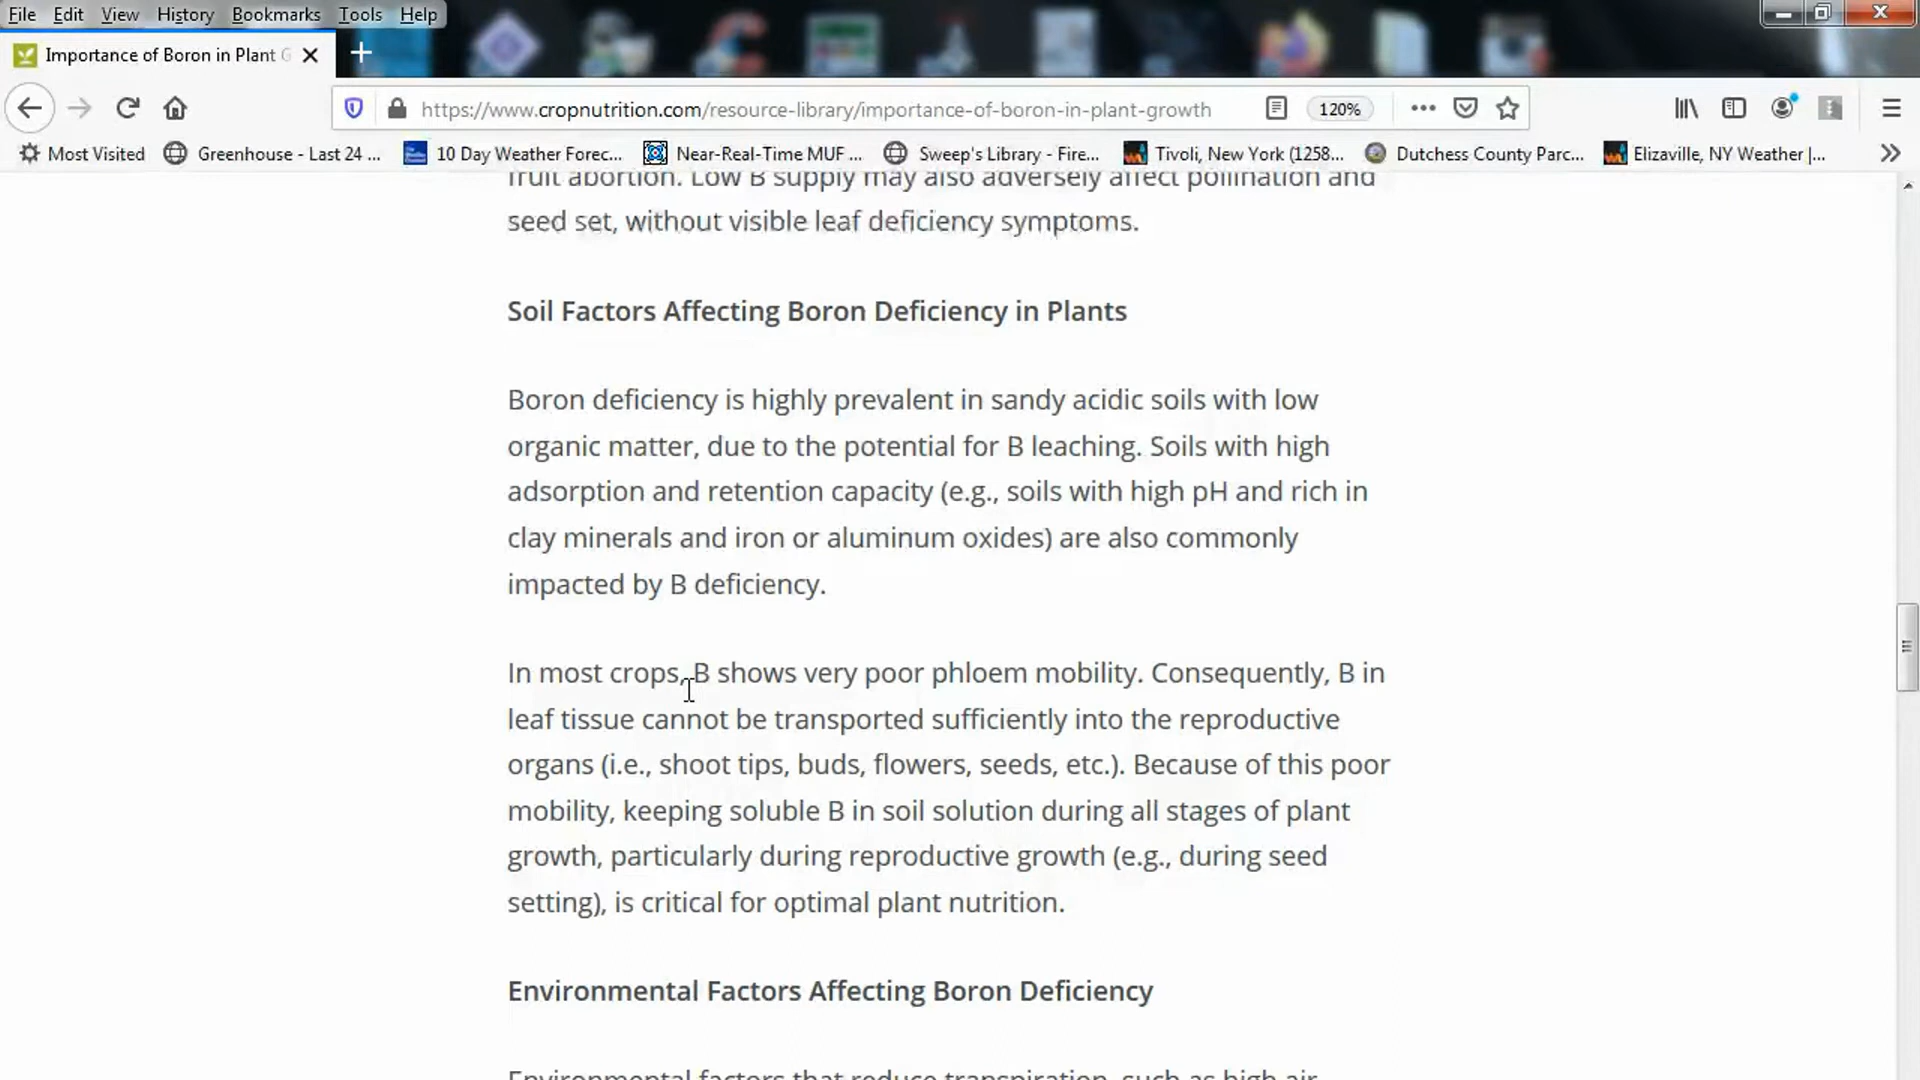 File Edit View History Bookmarks Tools Help
Importance of Boron in Plant G
https://www.cropnutrition.com/resource-library/importance-of-boron-in-plant-growth
120%
Most Visited
Greenhouse - Last 24 ...
10 Day Weather Forec...
Near-Real-Time MUF ...
Sweep's Library - Fire...
Tivoli, New York (1258...
Dutchess County Parc...
Elizaville, NY Weather |...
fruit abortion. Low B supply may also adversely affect pollination and
seed set, without visible leaf deficiency symptoms.
Soil Factors Affecting Boron Deficiency in Plants
Boron deficiency is highly prevalent in sandy acidic soils with low
organic matter, due to the potential for B leaching. Soils with high
adsorption and retention capacity (e.g., soils with high pH and rich in
clay minerals and iron or aluminum oxides) are also commonly
impacted by B deficiency.
In most crops, B shows very poor phloem mobility. Consequently, B in
leaf tissue cannot be transported sufficiently into the reproductive
organs (i.e., shoot tips, buds, flowers, seeds, etc.). Because of this poor
mobility, keeping soluble B in soil solution during all stages of plant
growth, particularly during reproductive growth (e.g., during seed
setting), is critical for optimal plant nutrition.
Environmental Factors Affecting Boron Deficiency
Environmental factors that reduce transpiration, such as high air